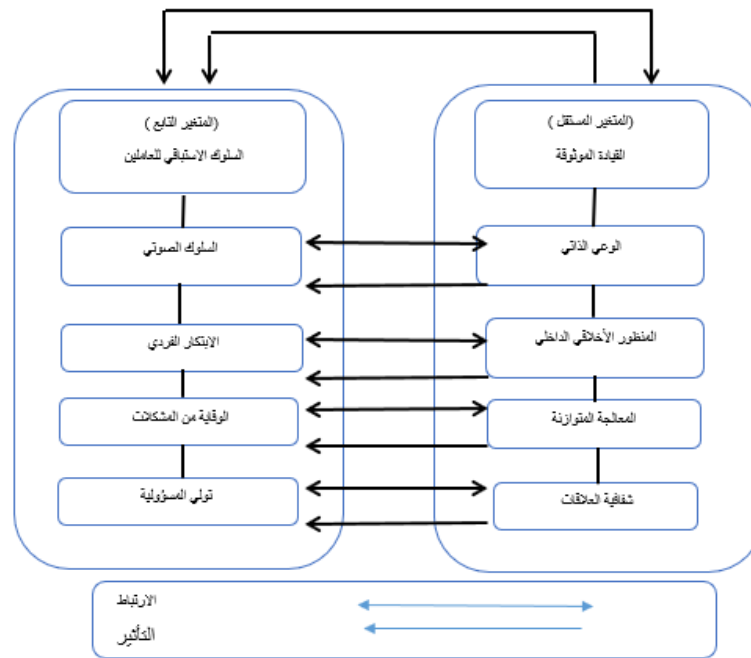 (المتغير المستقل )
القيادة الموثوقة
الوعي الذاتي
المنظور الأخلاقي الداخلي
المعالجة المتوازنة
شفافية العلاقات
(المتغير التابع )
السلوك الاستباقي للعاملين
السلوك الصوتي
الابتكار الفردي
الوقاية من المشكلات
تولي المسؤولية
الارتباط
التأثير